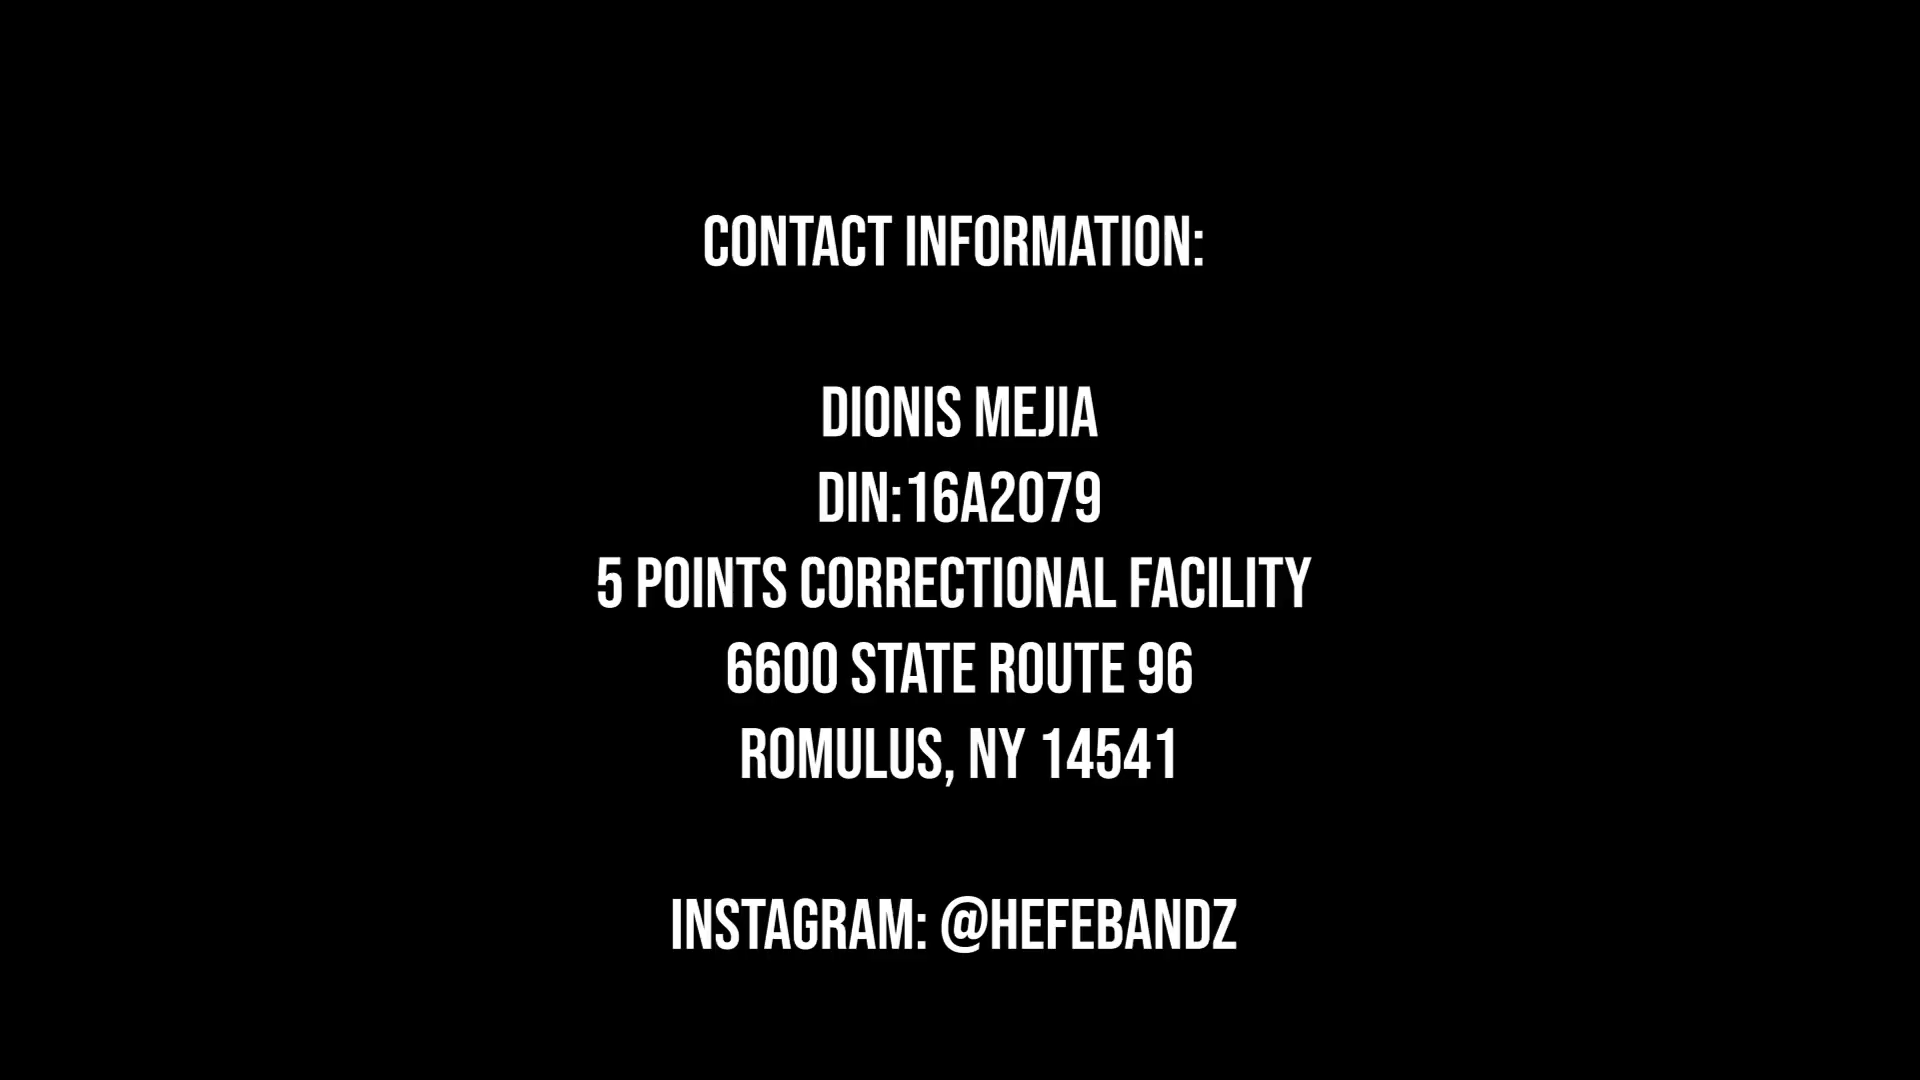 CONTACT INFORMATION:
DIONIS MEJIA
DIN:16A2079
5 POINTS CORRECTIONAL FACILITY
6600 STATE ROUTE 96
ROMULUS, NY 14541
INSTAGRAM: @HEFEBANDZ